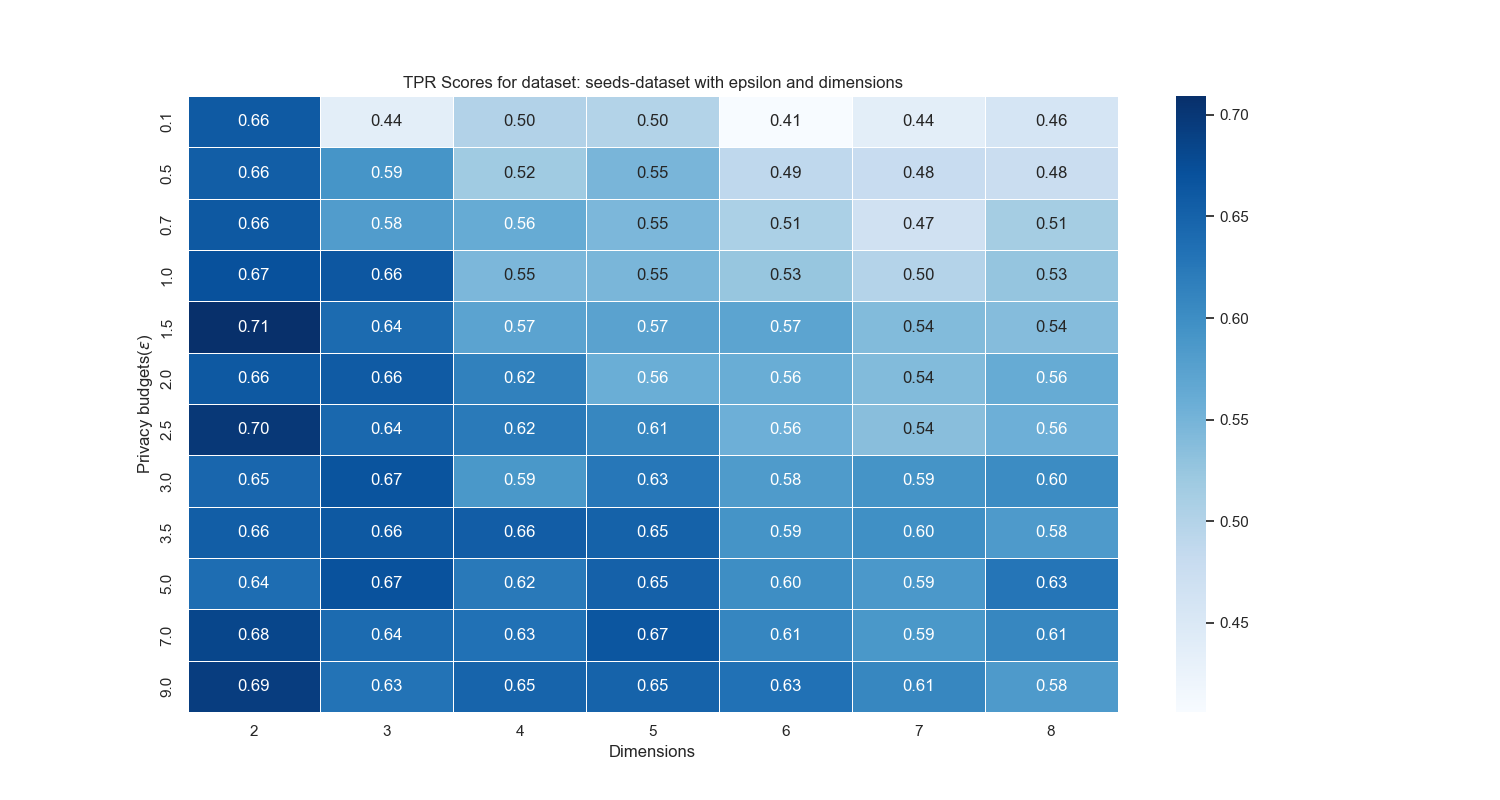 TPR Scores for dataset: seeds-dataset with epsilon and dimensions
Privacy budgets(ε)
0.1 0.66 0.44 0.50 0.50 0.41 0.44 0.46
0.5 0.66 0.59 0.52 0.55 0.49 0.48 0.48
0.7 0.66 0.58 0.56 0.55 0.51 0.47 0.51
1.0 0.67 0.66 0.55 0.55 0.53 0.50 0.53
1.5 0.71 0.64 0.57 0.57 0.57 0.54 0.54
2.0 0.66 0.66 0.62 0.56 0.56 0.54 0.56
2.5 0.70 0.64 0.62 0.61 0.56 0.54 0.56
3.0 0.65 0.67 0.59 0.63 0.58 0.59 0.60
3.5 0.66 0.66 0.66 0.65 0.59 0.60 0.58
5.0 0.64 0.67 0.62 0.65 0.60 0.59 0.63
7.0 0.68 0.64 0.63 0.67 0.61 0.59 0.61
9.0 0.69 0.63 0.65 0.65 0.63 0.61 0.58
2 3 4 5 6 7 8
Dimensions
0.70
0.65
0.60
0.55
0.50
0.45